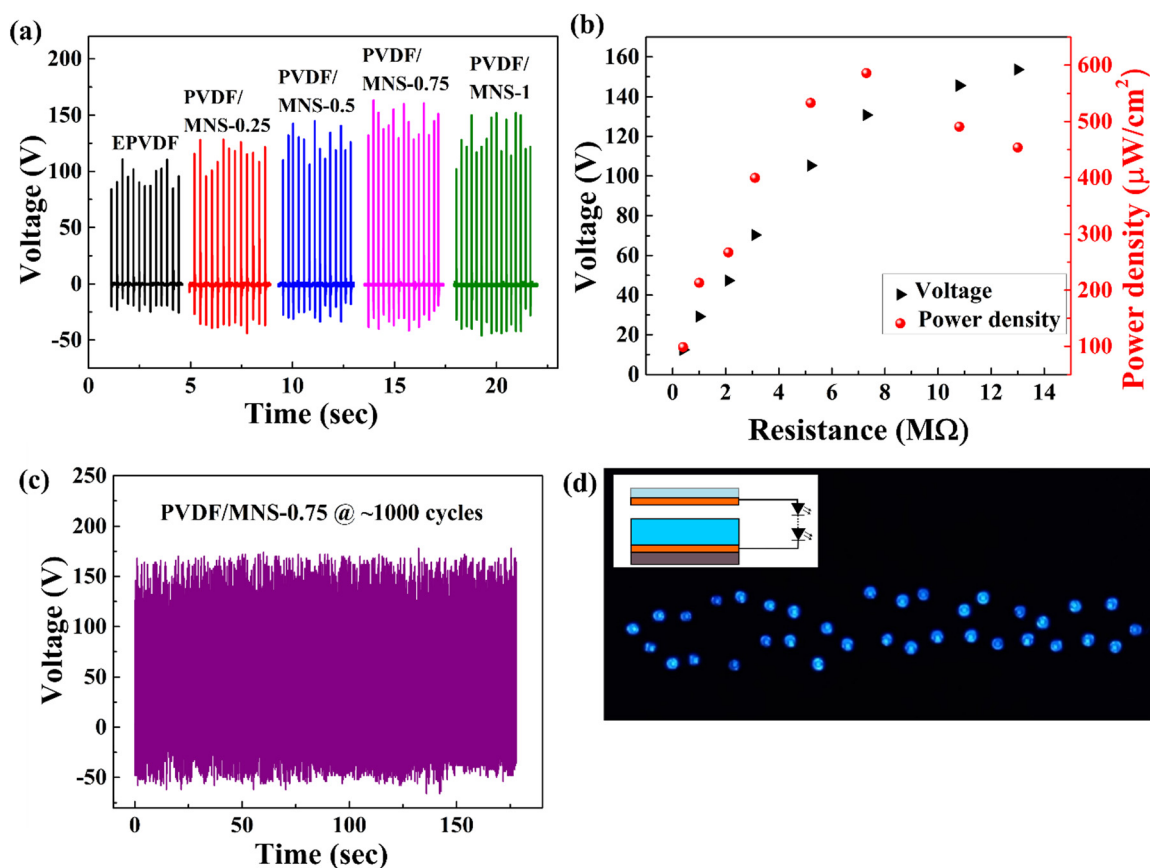 (a)
200
150
100
50
0
-50
Voltage (V)
EPVDF
PVDF/
MNS-0.25
PVDF/
MNS-0.5
PVDF/
MNS-0.75
PVDF/
MNS-1
0 5 10 15 20
Time (sec)
(b)
160
140
120
100
80
60
40
20
0
Voltage (V)
600
500
400
300
200
100
Power density (μW/cm²)
Voltage
Power density
0 2 4 6 8 10 12 14
Resistance (MΩ)
(c)
250
200
150
100
50
0
-50
Voltage (V)
PVDF/MNS-0.75 @ ~1000 cycles
0 50 100 150
Time (sec)
(d)